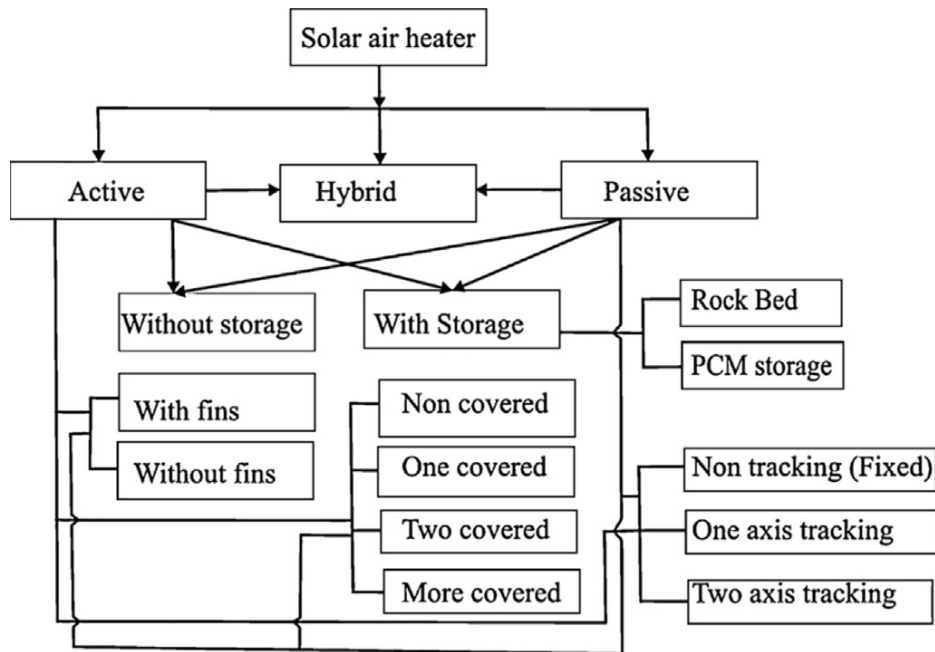 Solar air heater
Active
Hybrid
Passive
Without storage
With Storage
Rock Bed
PCM storage
With fins
Without fins
Non covered
One covered
Two covered
More covered
Non tracking (Fixed)
One axis tracking
Two axis tracking